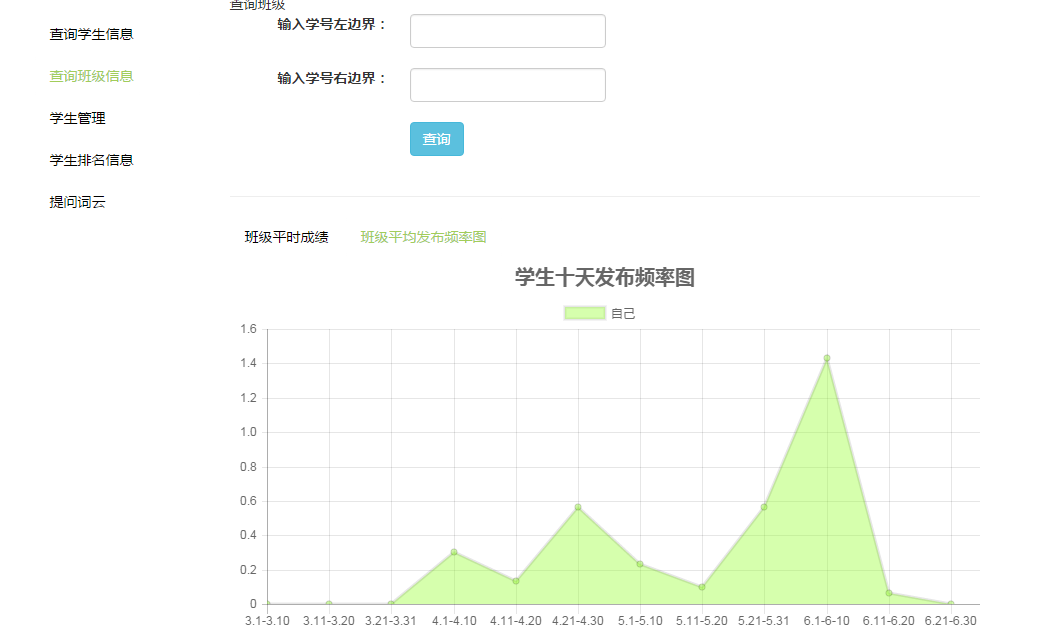 查询班级
查询学生信息
查询班级信息
学生管理
学生排名信息
提问词云
输入学号左边界：
输入学号右边界：
查询
班级平时成绩 班级平均发布频率图
学生十天发布频率图
自己
1.6
1.4
1.2
1.0
0.8
0.6
0.4
0.2
0
3.1-3.10 3.11-3.20 3.21-3.31 4.1-4.10 4.11-4.20 4.21-4.30 5.1-5.10 5.11-5.20 5.21-5.31 6.1-6-10 6.11-6.20 6.21-6.30